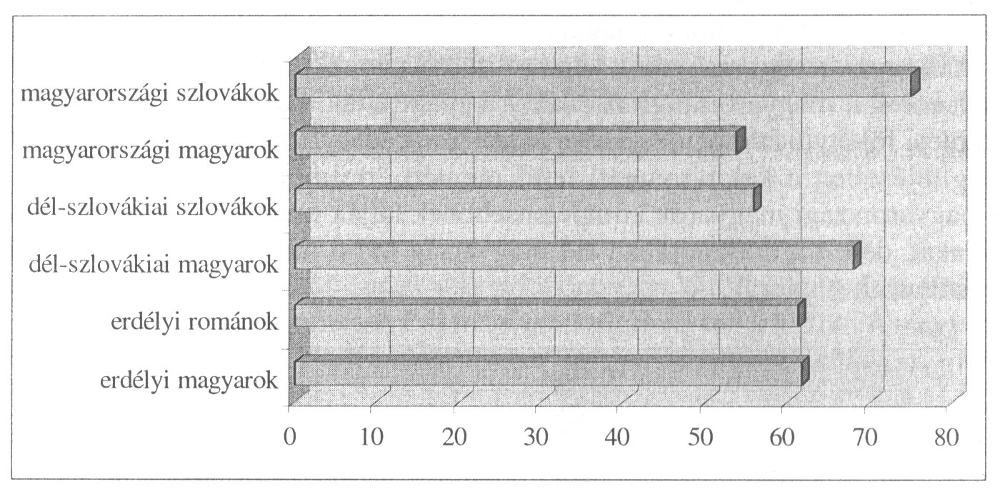 magyarországi szlovákok
magyarországi magyarok
dél-szlovákiai szlovákok
dél-szlovákiai magyarok
erdélyi románok
erdélyi magyarok
0 10 20 30 40 50 60 70 80